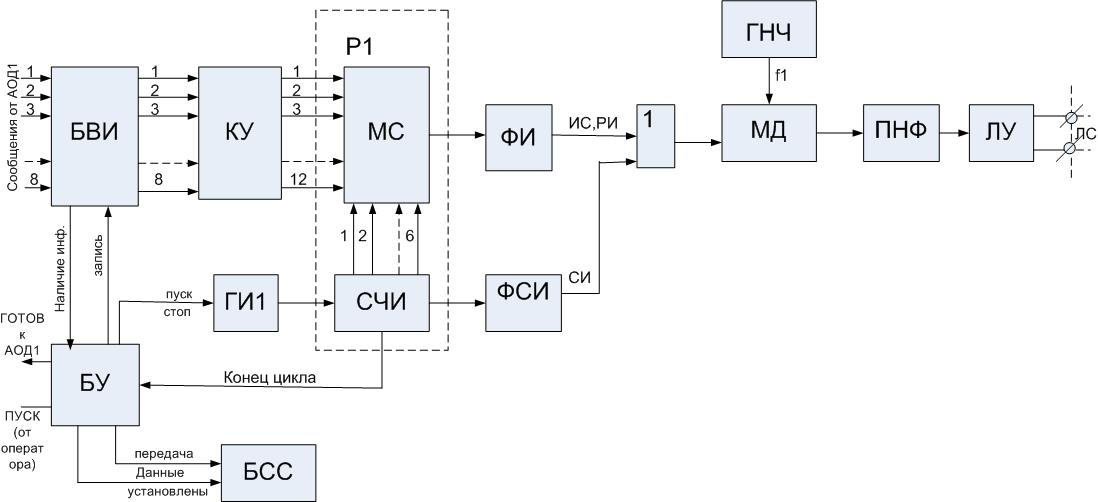 ГНЧ
f1
Р1
Сообщения от АОД1
1
2
3
8
БВИ
1
2
3
8
КУ
1
2
3
12
МС
ФИ
ИС,РИ
1
МД
ПНФ
ЛУ
ЛС
Наличие инф.
запись
1
2
6
пуск
стоп
ГИ1
СЧИ
ФСИ
СИ
ГОТОВ
к
АОД1
БУ
Конец цикла
ПУСК
(от
операт
ора)
передача
Данные
установлены
БСС